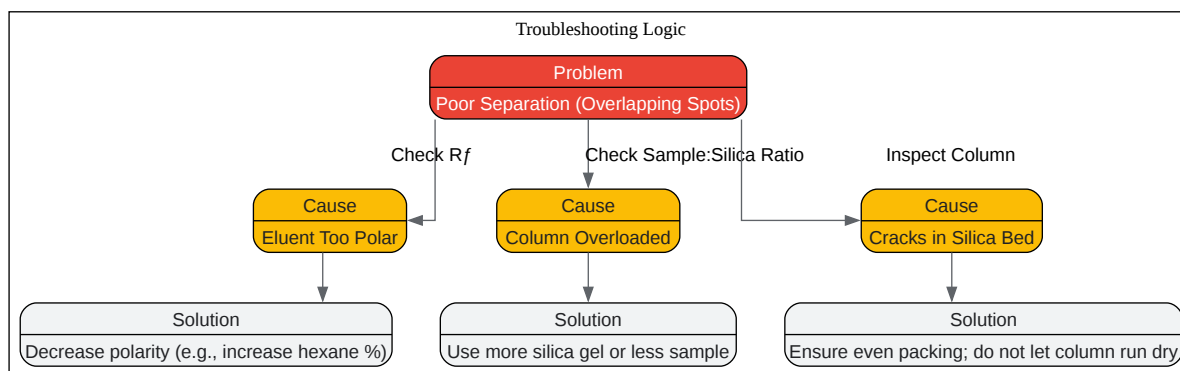 Troubleshooting Logic
Problem
Poor Separation (Overlapping Spots)
Check Rƒ
Check Sample:Silica Ratio
Inspect Column
Cause
Eluent Too Polar
Cause
Column Overloaded
Cause
Cracks in Silica Bed
Solution
Decrease polarity (e.g., increase hexane %)
Solution
Use more silica gel or less sample
Solution
Ensure even packing; do not let column run dry.